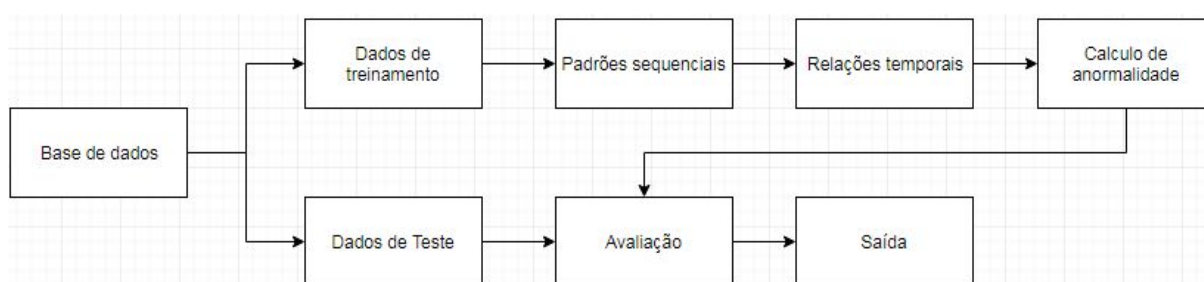 Dados de
treinamento
Padrões sequenciais
Relações temporais
Calculo de
anormalidade
Base de dados
Dados de Teste
Avaliação
Saída